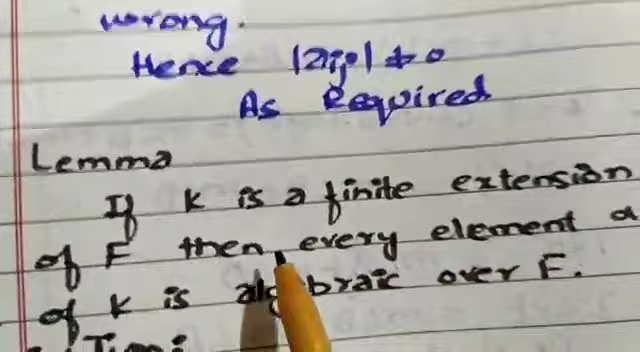 wrong.
Hence |aij| ≠ 0
As Required
Lemma
If K is a finite extension
of F then every element a
of K is algebraic over F.